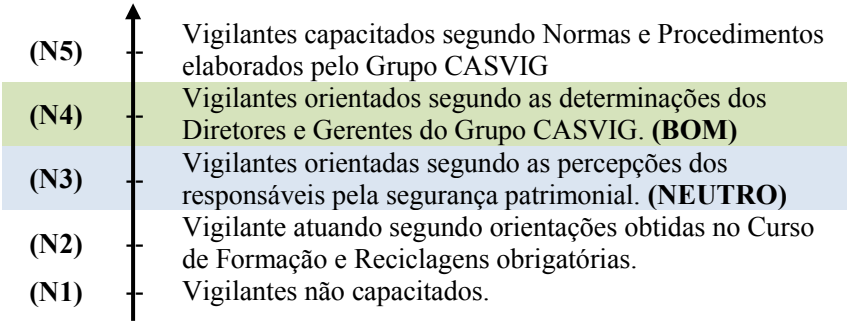 (N5) Vigilantes capacitados segundo Normas e Procedimentos
elaborados pelo Grupo CASVIG
(N4) Vigilantes orientados segundo as determinações dos
Diretores e Gerentes do Grupo CASVIG. (BOM)
(N3) Vigilantes orientadas segundo as percepções dos
responsáveis pela segurança patrimonial. (NEUTRO)
(N2) Vigilante atuando segundo orientações obtidas no Curso
de Formação e Reciclagens obrigatórias.
(N1) Vigilantes não capacitados.